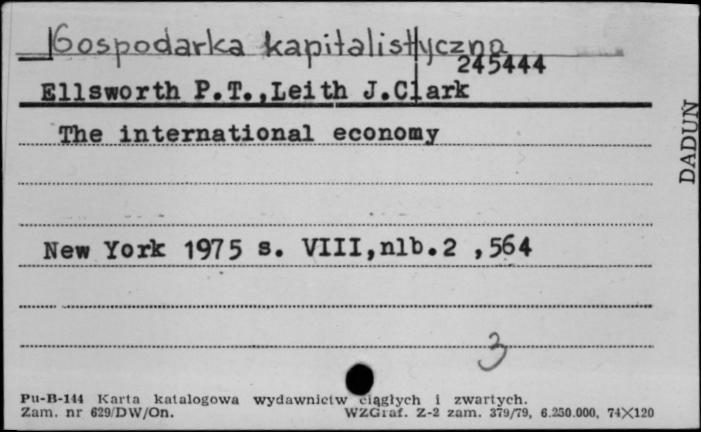 Gospodarka kapitalistyczna
245444
Ellsworth P.T.,Leith J.Clark
The international economy
New York 1975 s. VIII,nlb.2 ,564
3
Pu-B-144 Karta katalogowa wydawnictw ciągłych i zwartych.
Zam. nr 629/DW/On. WZGraf. Z-2 zam. 379/79, 6.250.000, 74×120
DADUŃ